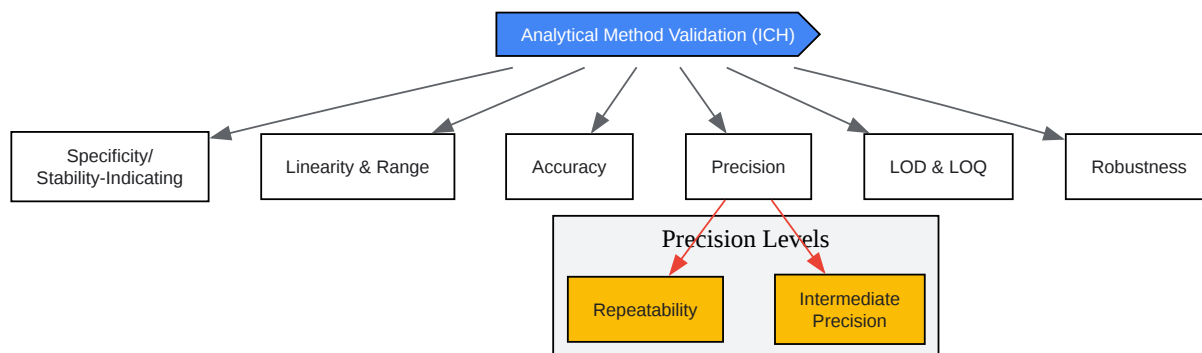 Analytical Method Validation (ICH)
Specificity/
Stability-Indicating
Linearity & Range
Accuracy
Precision
LOD & LOQ
Robustness
Precision Levels
Repeatability
Intermediate
Precision